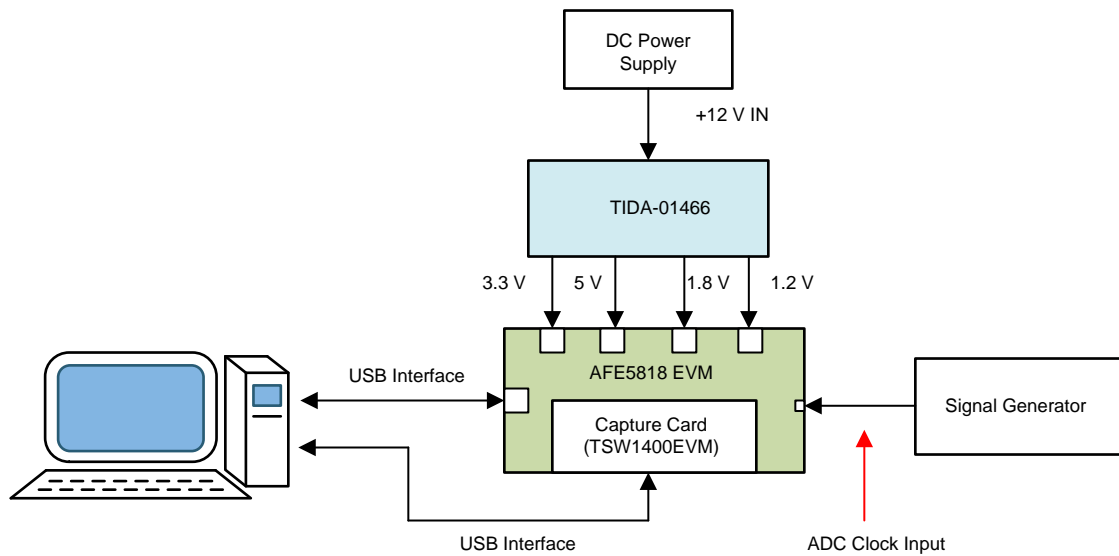 DC Power
Supply
+12 V IN
TIDA-01466
3.3 V
5 V
1.8 V
1.2 V
AFE5818 EVM
USB Interface
Capture Card
(TSW1400EVM)
Signal Generator
USB Interface
ADC Clock Input